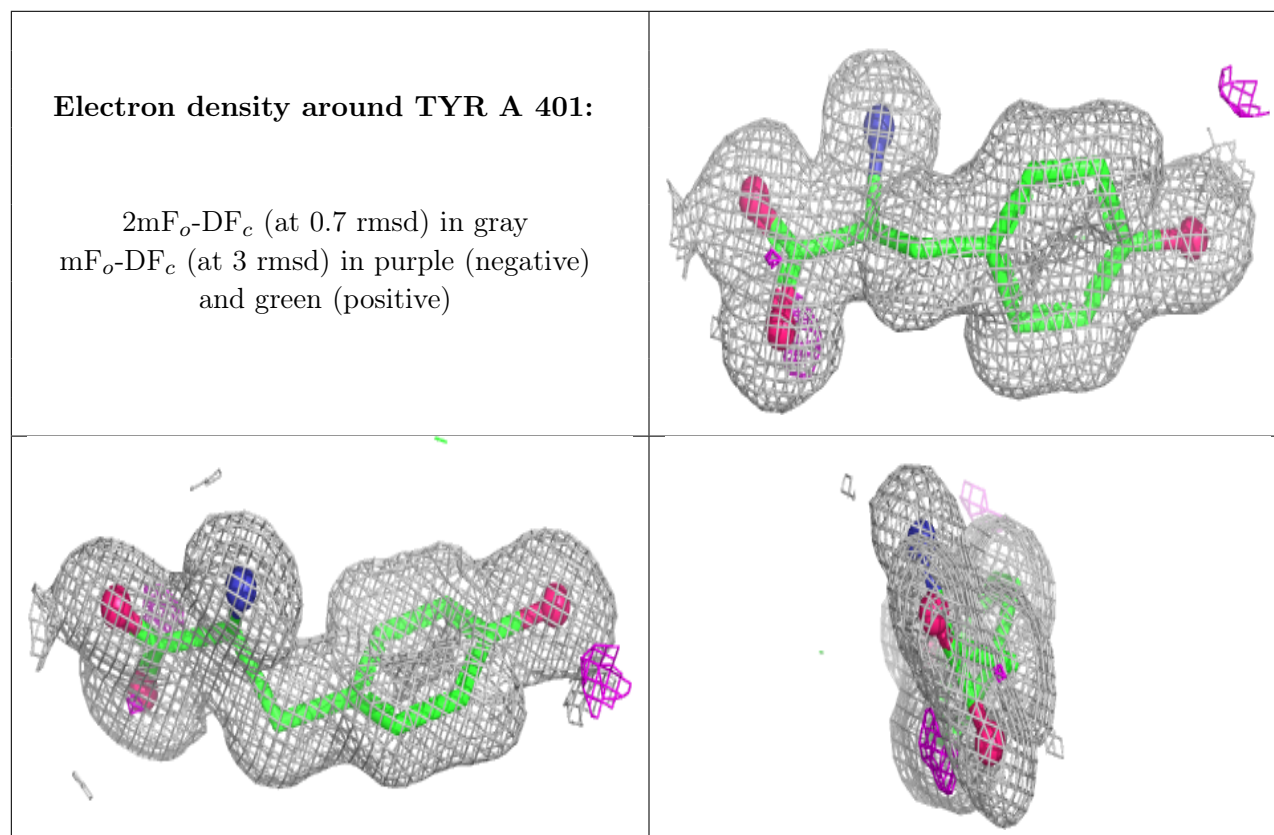 Electron density around TYR A 401:
2mFo-DFc (at 0.7 rmsd) in gray
mFo-DFc (at 3 rmsd) in purple (negative)
and green (positive)